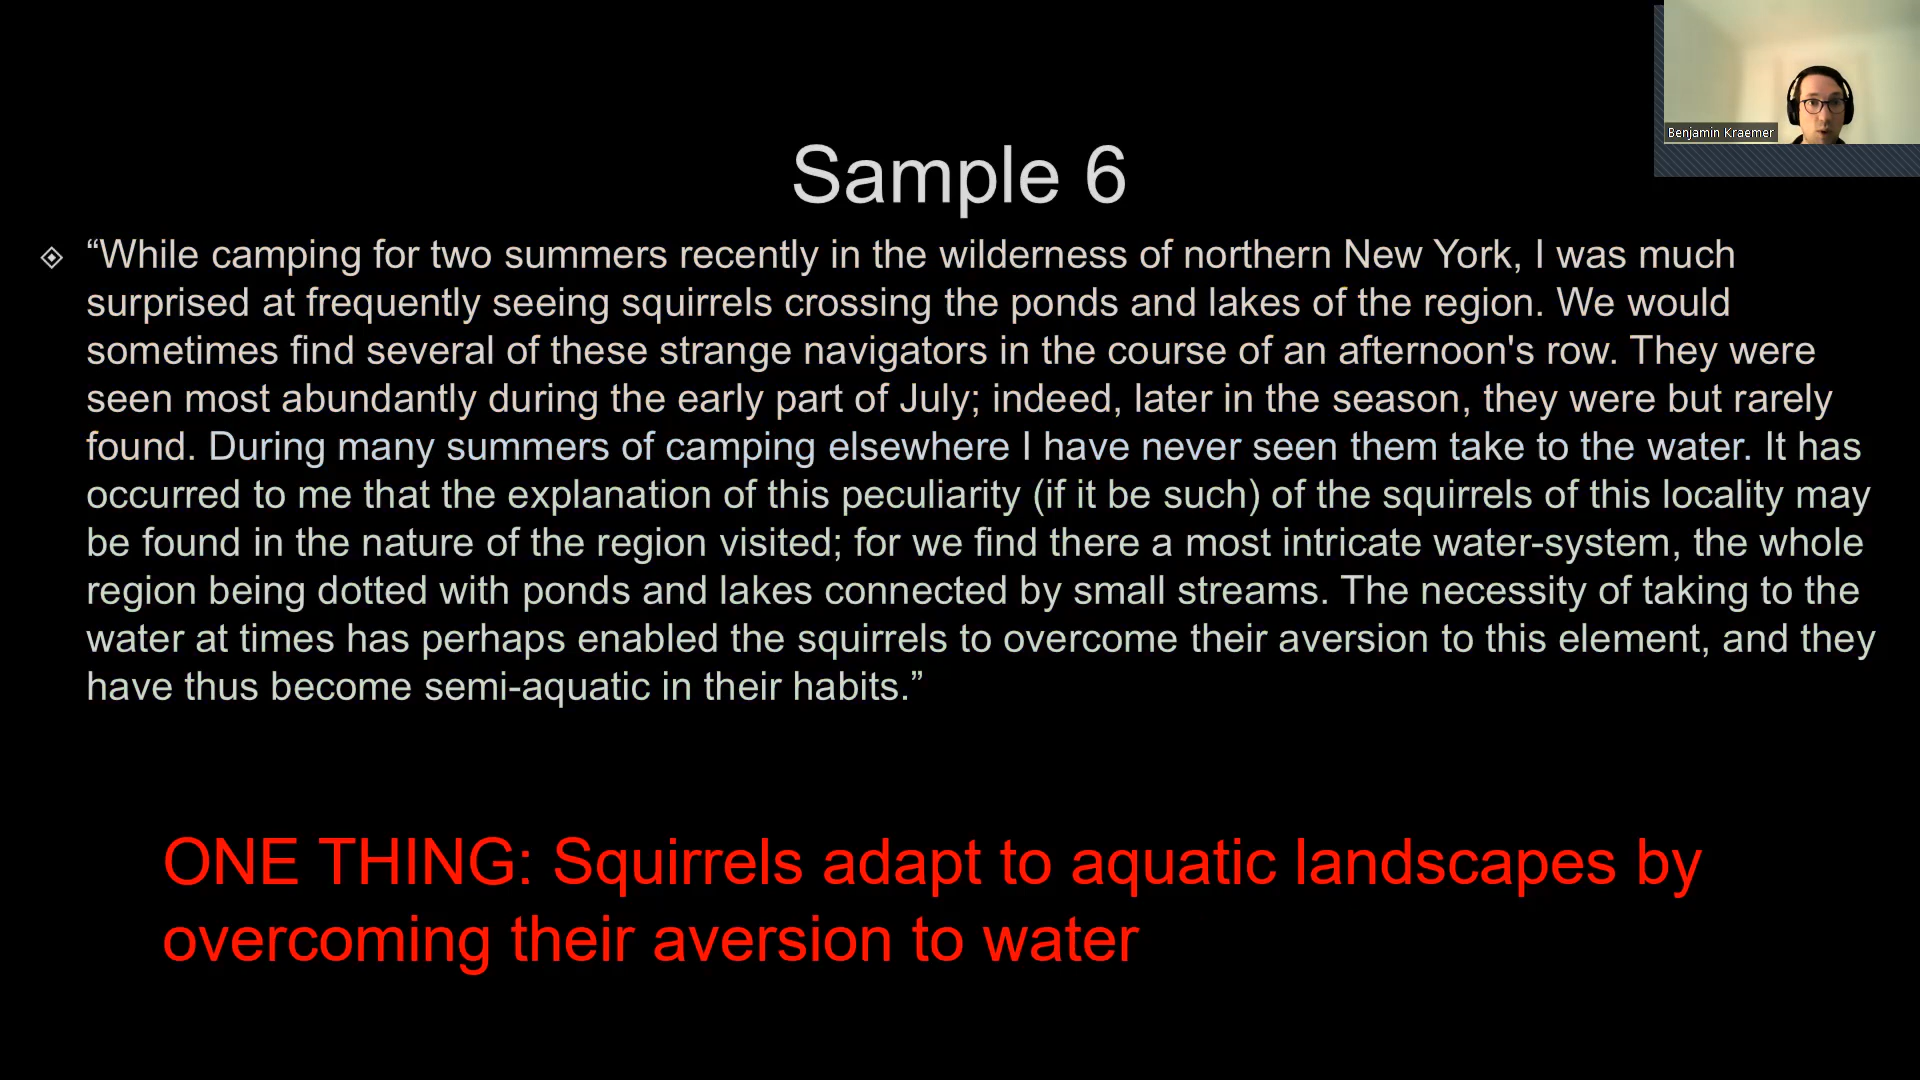 Benjamin Kraemer
Sample 6
“While camping for two summers recently in the wilderness of northern New York, I was much
surprised at frequently seeing squirrels crossing the ponds and lakes of the region. We would
sometimes find several of these strange navigators in the course of an afternoon's row. They were
seen most abundantly during the early part of July; indeed, later in the season, they were but rarely
found. During many summers of camping elsewhere I have never seen them take to the water. It has
occurred to me that the explanation of this peculiarity (if it be such) of the squirrels of this locality may
be found in the nature of the region visited; for we find there a most intricate water-system, the whole
region being dotted with ponds and lakes connected by small streams. The necessity of taking to the
water at times has perhaps enabled the squirrels to overcome their aversion to this element, and they
have thus become semi-aquatic in their habits.”
ONE THING: Squirrels adapt to aquatic landscapes by
overcoming their aversion to water